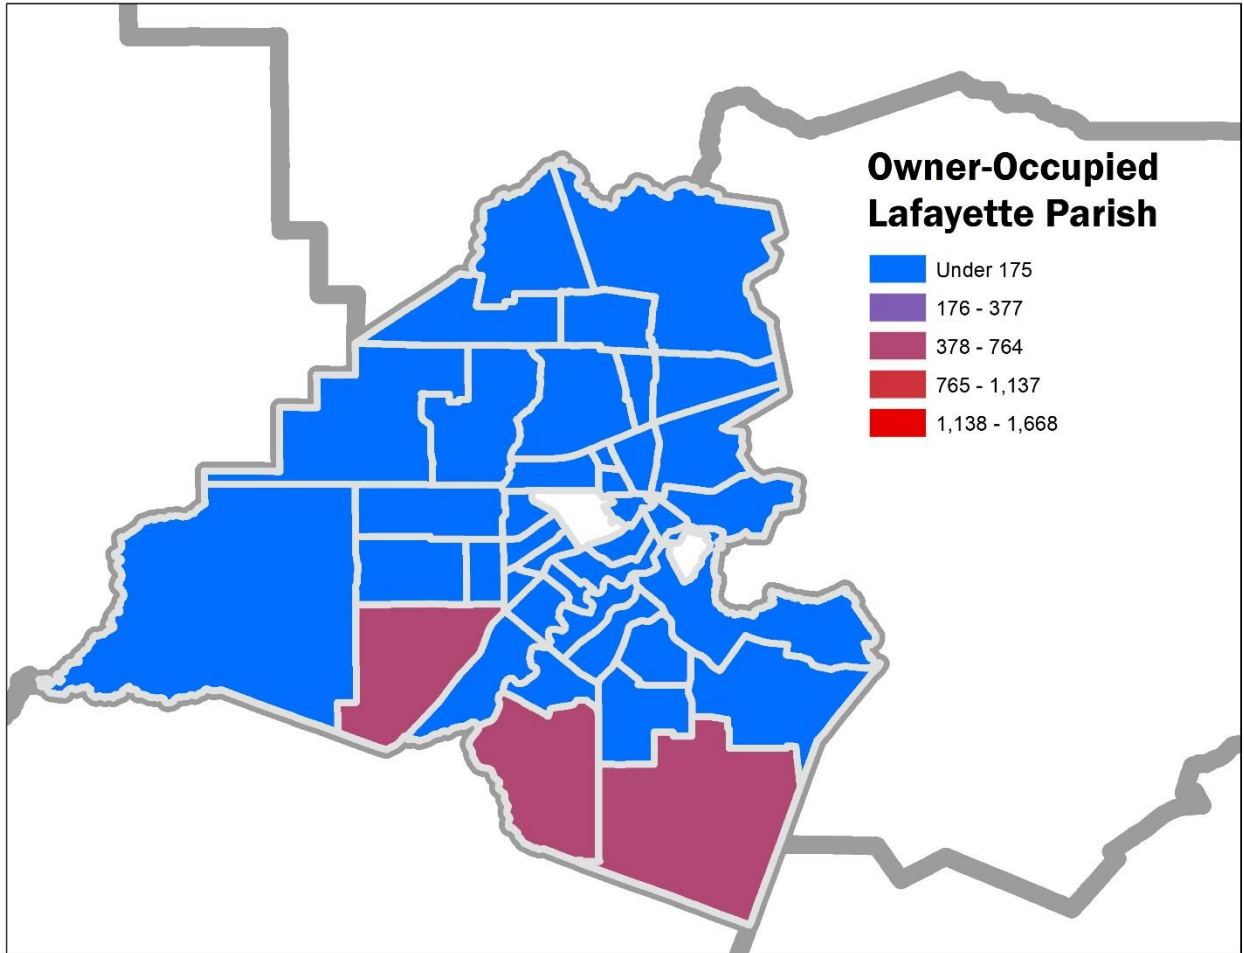 Owner-Occupied
Lafayette Parish
Under 175
176 - 377
378 - 764
765 - 1,137
1,138 - 1,668